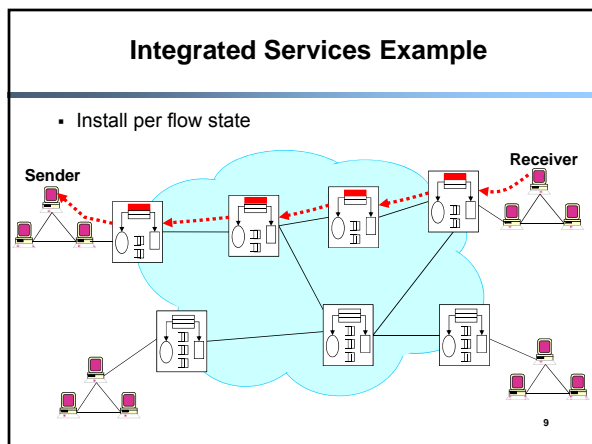 Integrated Services Example
▪ Install per flow state
Sender
Receiver
9